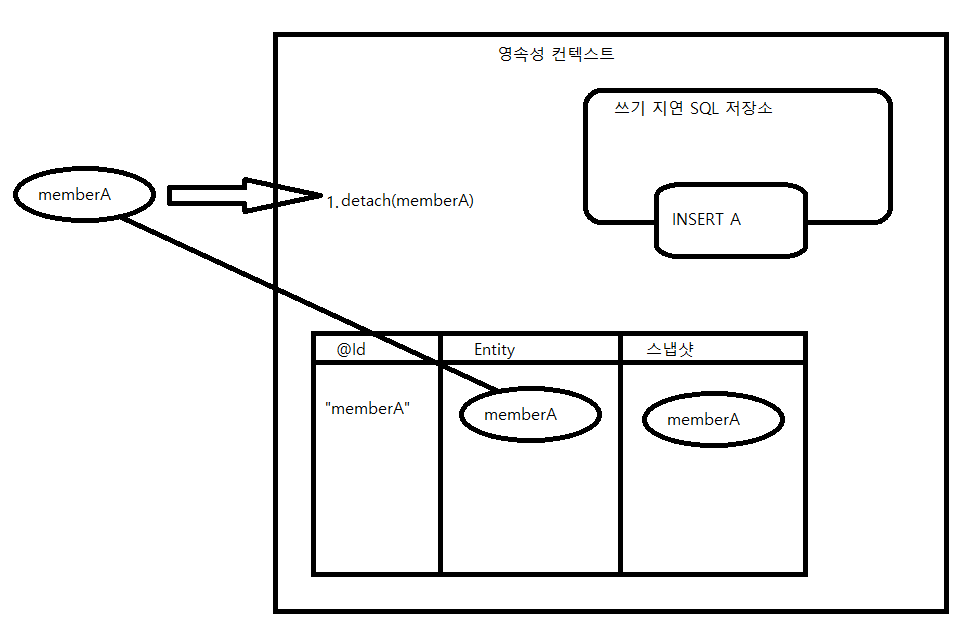 영속성 컨텍스트
쓰기 지연 SQL 저장소
memberA
1. detach(memberA)
INSERT A
@Id
Entity
스냅샷
"memberA"
memberA
memberA